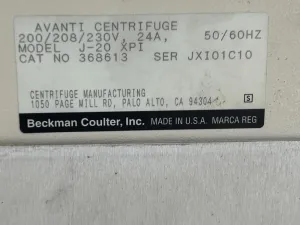 AVANTI CENTRIFUGE
200/208/230V, 24A, 50/60HZ
MODEL J-20 XPI
CAT NO 368613 SER JXI01C10
CENTRIFUGE MANUFACTURING
1050 PAGE MILL RD, PALO ALTO, CA 94304
S
Beckman Coulter, Inc. MADE IN U.S.A. MARCA REG